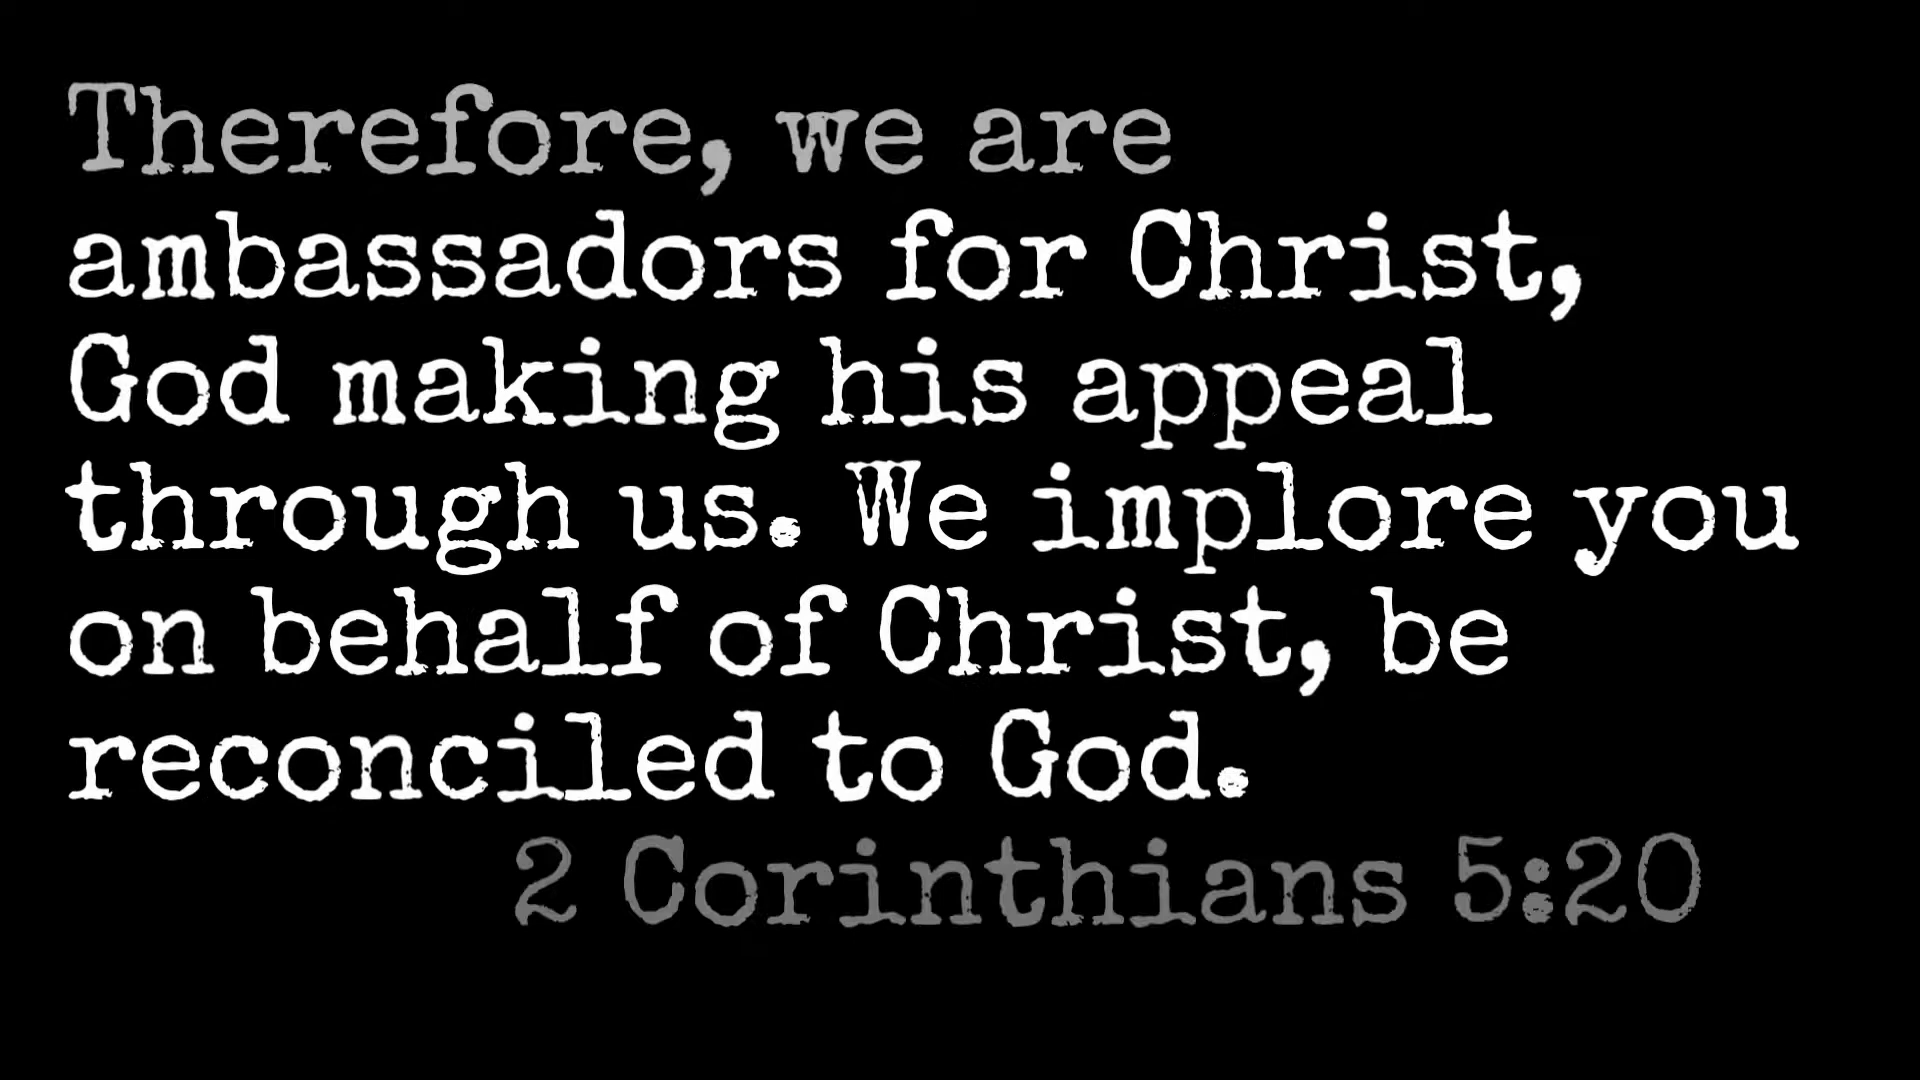 Therefore, we are
ambassadors for Christ,
God making his appeal
through us. We implore you
on behalf of Christ, be
reconciled to God.
2 Corinthians 5:20